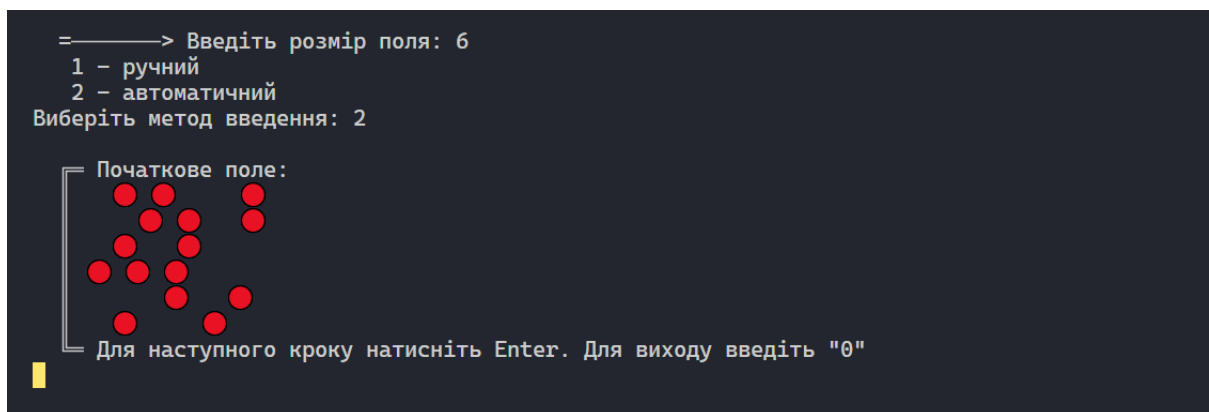 =———————> Введіть розмір поля: 6
1 – ручний
2 – автоматичний
Виберіть метод введення: 2
Початкове поле:
Для наступного кроку натисніть Enter. Для виходу введіть "0"